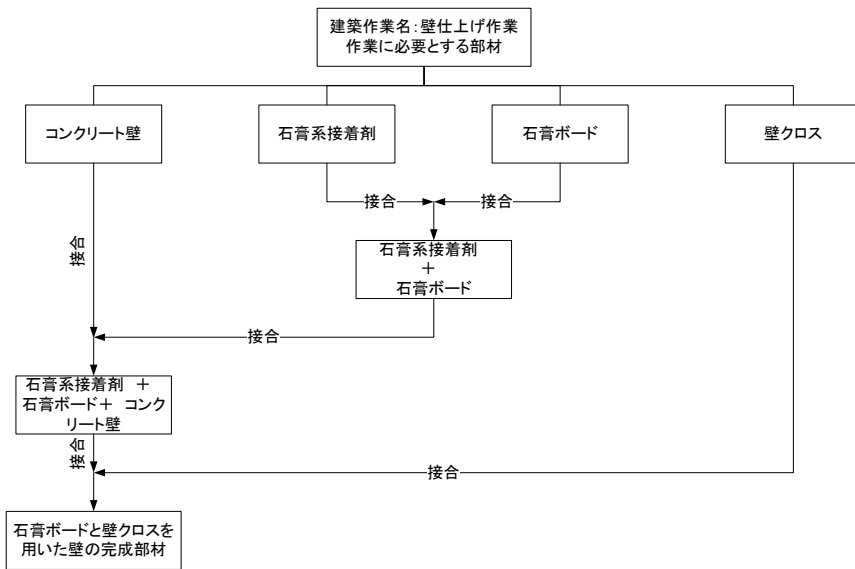 建築作業名：壁仕上げ作業
作業に必要とする部材
コンクリート壁
石膏系接着剤
石膏ボード
壁クロス
接合
接合
接合
石膏系接着剤
＋
石膏ボード
接合
石膏系接着剤　＋
石膏ボード＋　コンク
リート壁
接合
接合
石膏ボードと壁クロスを
用いた壁の完成部材